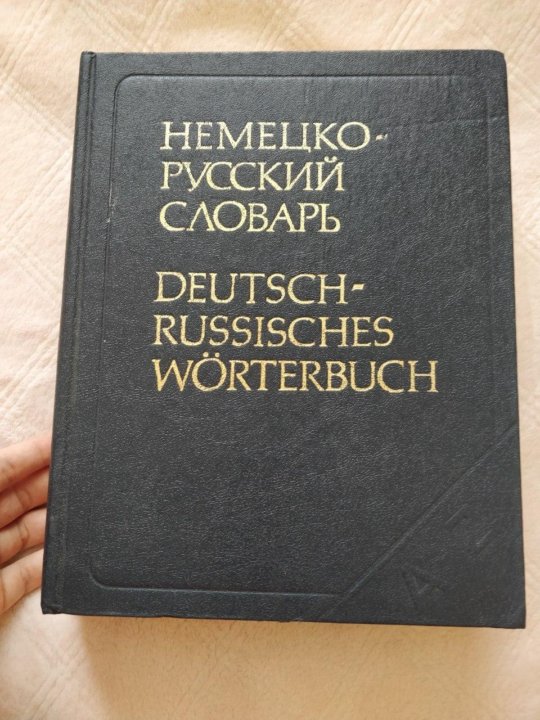 НЕМЕЦКО-
РУССКИЙ
СЛОВАРЬ
DEUTSCH-
RUSSISCHES
WÖRTERBUCH